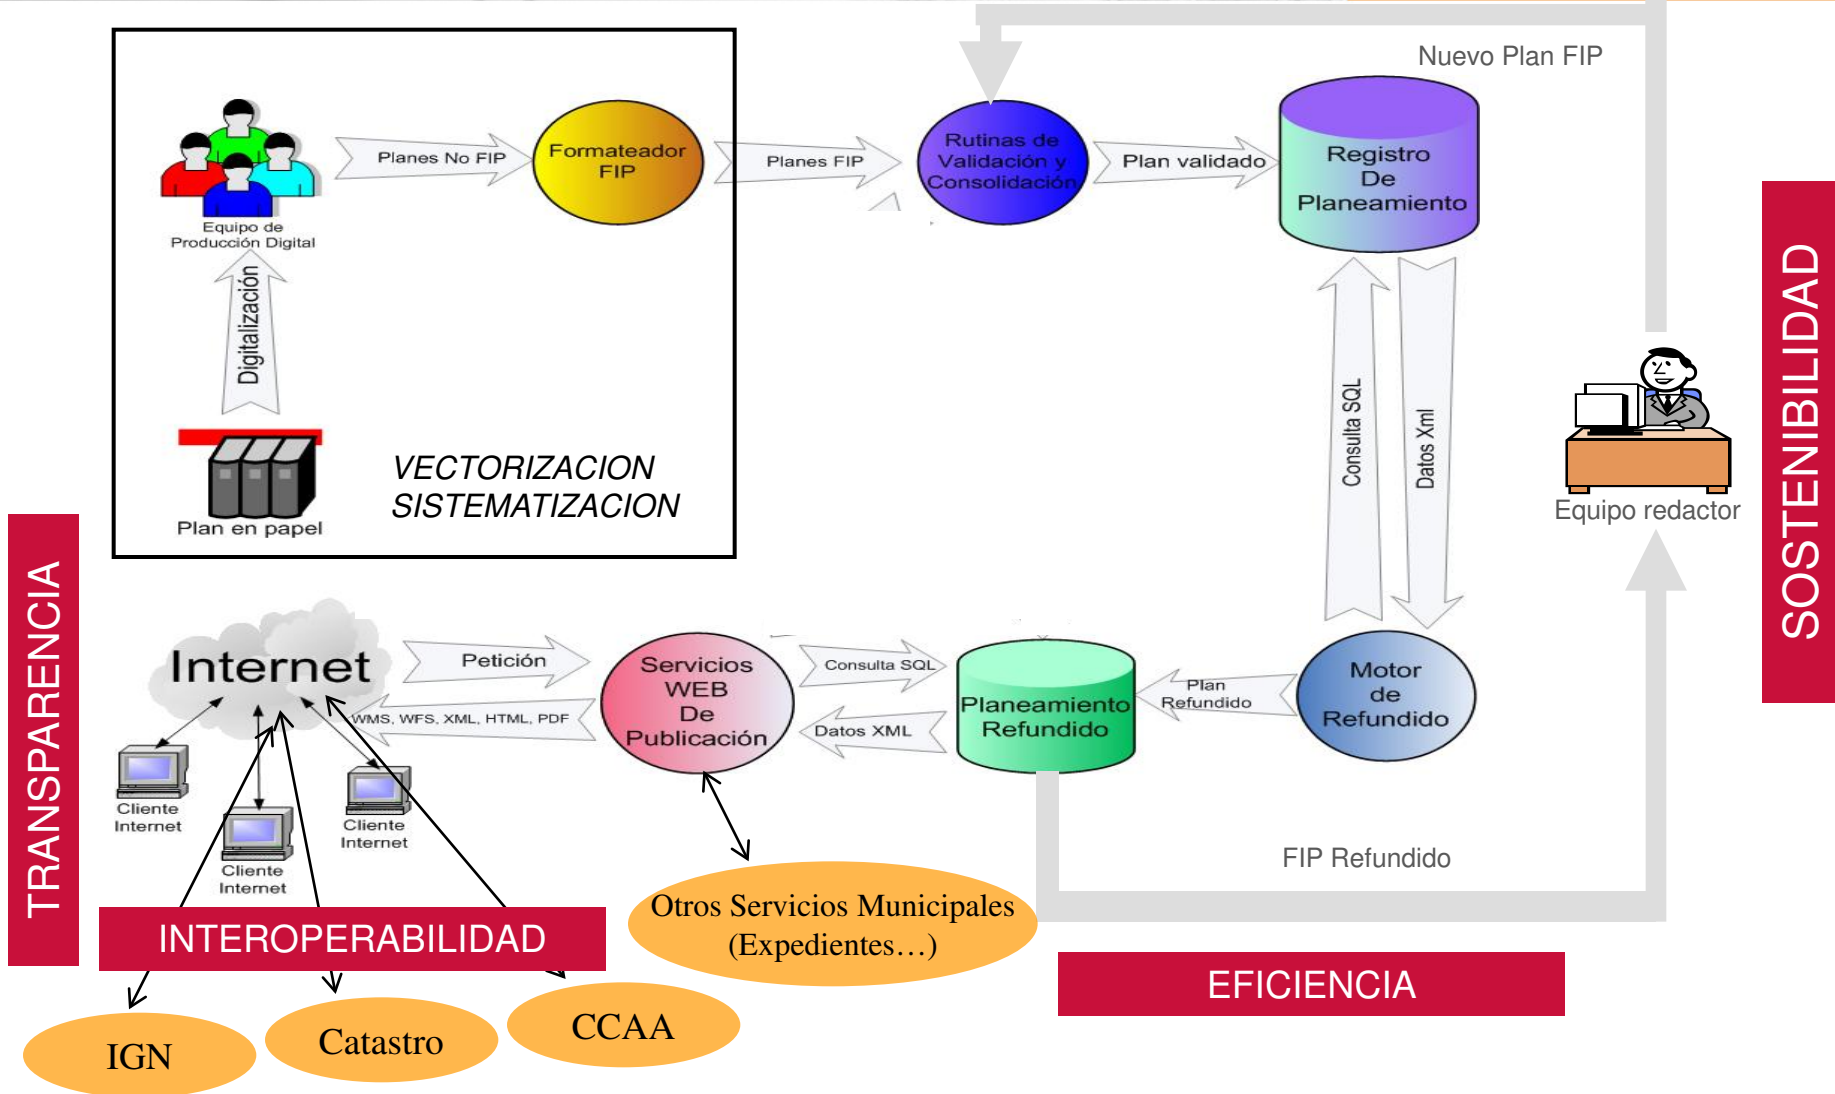 Nuevo Plan FIP
Equipo de
Producción Digital
Planes No FIP
Formateador
FIP
Planes FIP
Rutinas de
Validación y
Consolidación
Plan validado
Registro
De
Planeamiento
Digitalización
Plan en papel
VECTORIZACION
SISTEMATIZACION
Consulta SQL
Datos Xml
Equipo redactor
SOSTENIBILIDAD
TRANSPARENCIA
Internet
Petición
WMS, WFS, XML, HTML, PDF
Servicios
WEB
De
Publicación
Consulta SQL
Datos XML
Planeamiento
Refundido
Plan
Refundido
Motor
de
Refundido
Cliente
Internet
Cliente
Internet
Cliente
Internet
FIP Refundido
Otros Servicios Municipales
(Expedientes…)
INTEROPERABILIDAD
EFICIENCIA
IGN
Catastro
CCAA